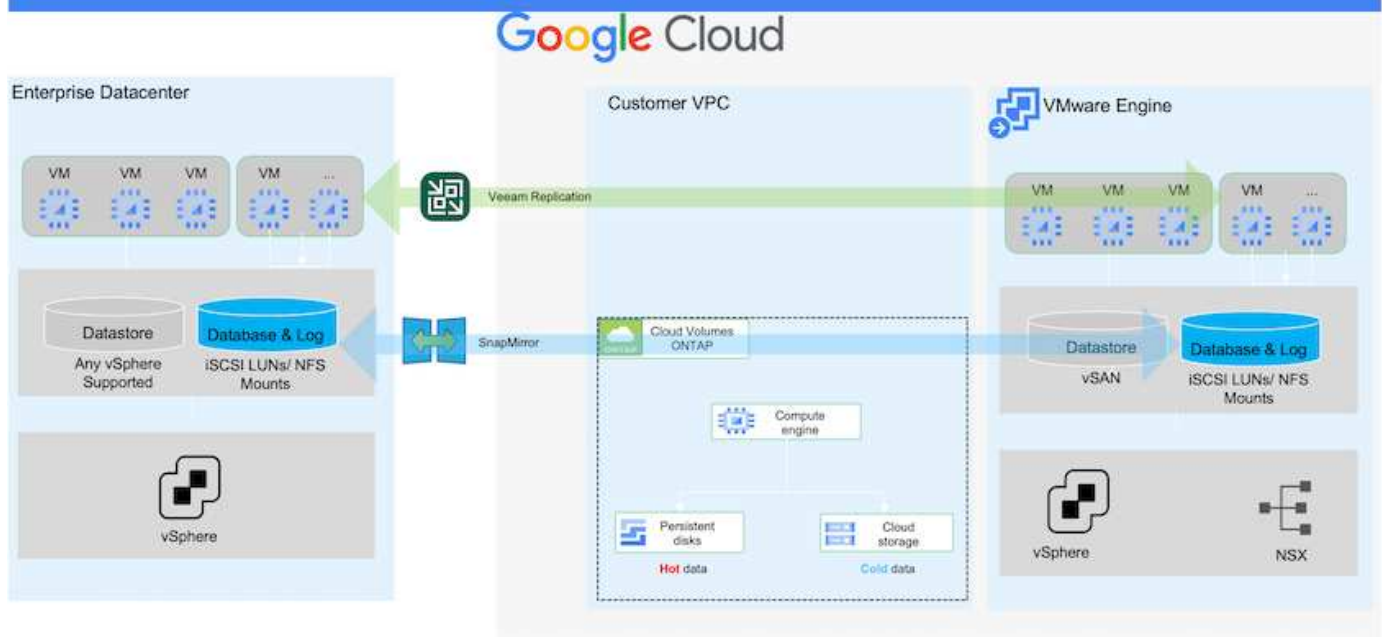 Google Cloud
Enterprise Datacenter
VM VM VM VM ...
Veeam Replication
Datastore
Any vSphere
Supported
Database & Log
iSCSI LUNs/ NFS
Mounts
SnapMirror
vSphere
Customer VPC
Cloud Volumes
ONTAP
ONTAP
Compute
engine
Persistent
disks
Hot data
Cloud
storage
Cold data
VMware Engine
VM VM VM VM ...
Datastore
vSAN
Database & Log
iSCSI LUNs/ NFS
Mounts
vSphere
NSX